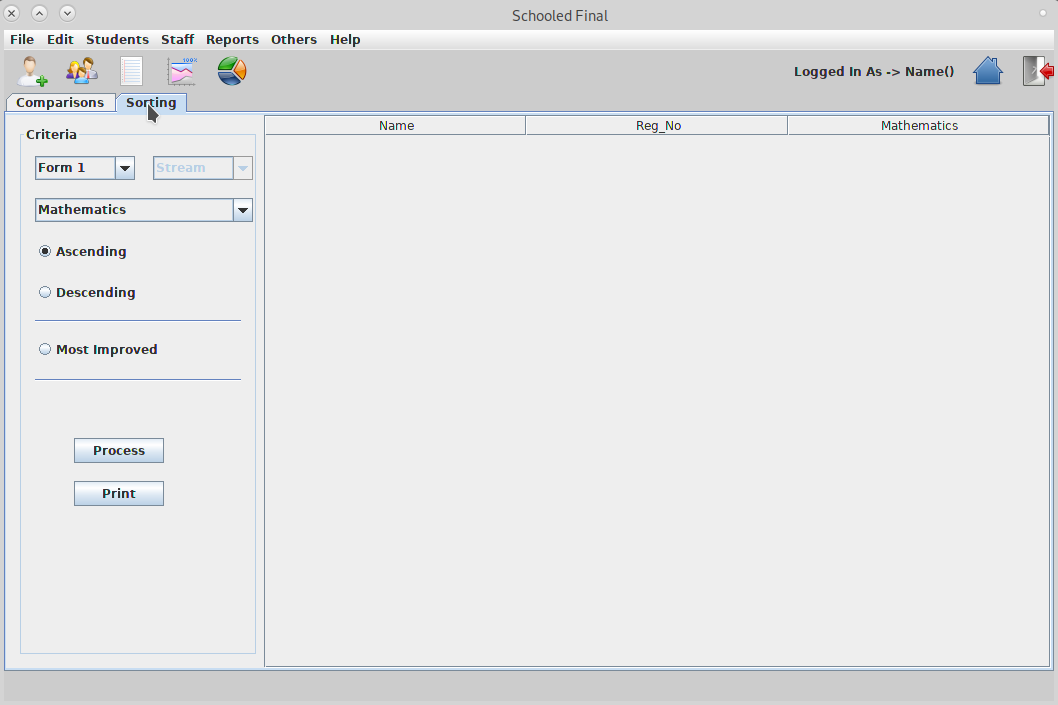 Schooled Final
File Edit Students Staff Reports Others Help
100X
Logged In As -> Name()
Comparisons Sorting
Criteria
Form 1 Stream
Mathematics
Ascending
Descending
Most Improved
Process
Print
Name Reg_No Mathematics